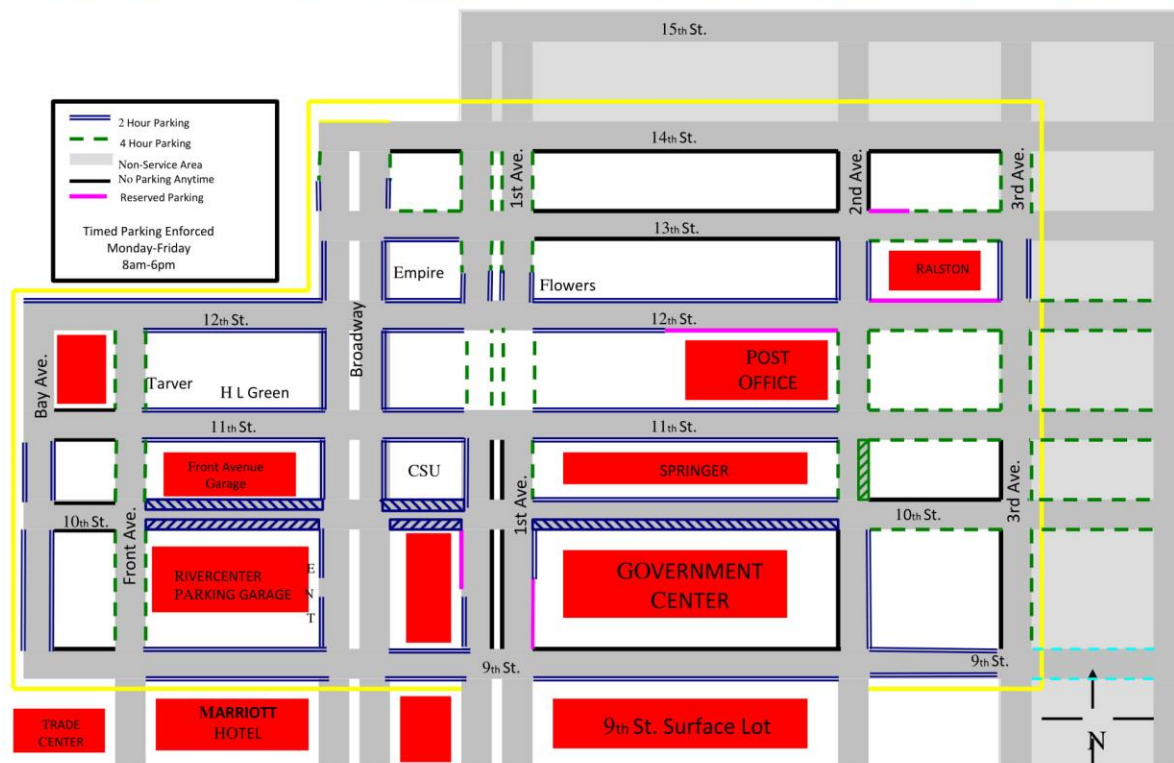 15th St.
2 Hour Parking
4 Hour Parking
Non-Service Area
No Parking Anytime
Reserved Parking
Timed Parking Enforced
Monday-Friday
8am-6pm
14th St.
1st Ave.
2nd Ave.
3rd Ave.
13th St.
Empire
Flowers
RALSTON
12th St.
Broadway
12th St.
Bay Ave.
Tarver
H L Green
POST
OFFICE
11th St.
11th St.
Front Avenue
Garage
CSU
SPRINGER
10th St.
Front Ave.
1st Ave.
10th St.
3rd Ave.
RIVERCENTER
PARKING GARAGE
E
N
T
GOVERNMENT
CENTER
9th St.
9th St.
TRADE
CENTER
MARRIOTT
HOTEL
9th St. Surface Lot
N